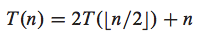 T(n) = 2T(⌊n/2⌋) + n